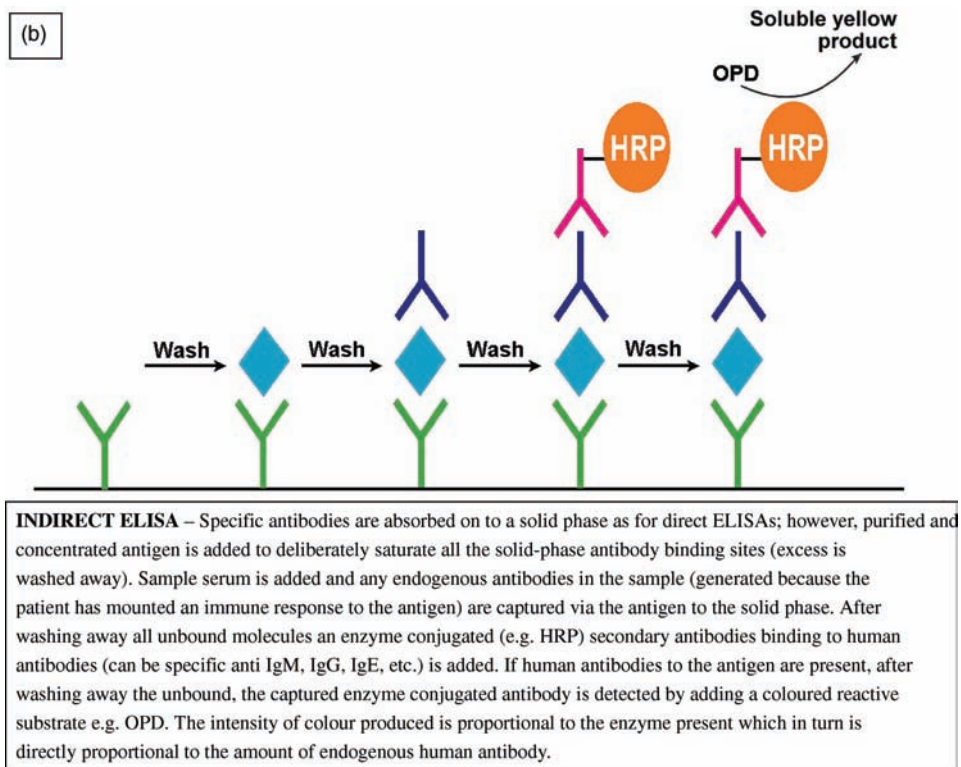 (b)
Soluble yellow
product
OPD
HRP
HRP
Wash
Wash
Wash
Wash
INDIRECT ELISA – Specific antibodies are absorbed on to a solid phase as for direct ELISAs; however, purified and
concentrated antigen is added to deliberately saturate all the solid-phase antibody binding sites (excess is
washed away). Sample serum is added and any endogenous antibodies in the sample (generated because the
patient has mounted an immune response to the antigen) are captured via the antigen to the solid phase. After
washing away all unbound molecules an enzyme conjugated (e.g. HRP) secondary antibodies binding to human
antibodies (can be specific anti IgM, IgG, IgE, etc.) is added. If human antibodies to the antigen are present, after
washing away the unbound, the captured enzyme conjugated antibody is detected by adding a coloured reactive
substrate e.g. OPD. The intensity of colour produced is proportional to the enzyme present which in turn is
directly proportional to the amount of endogenous human antibody.